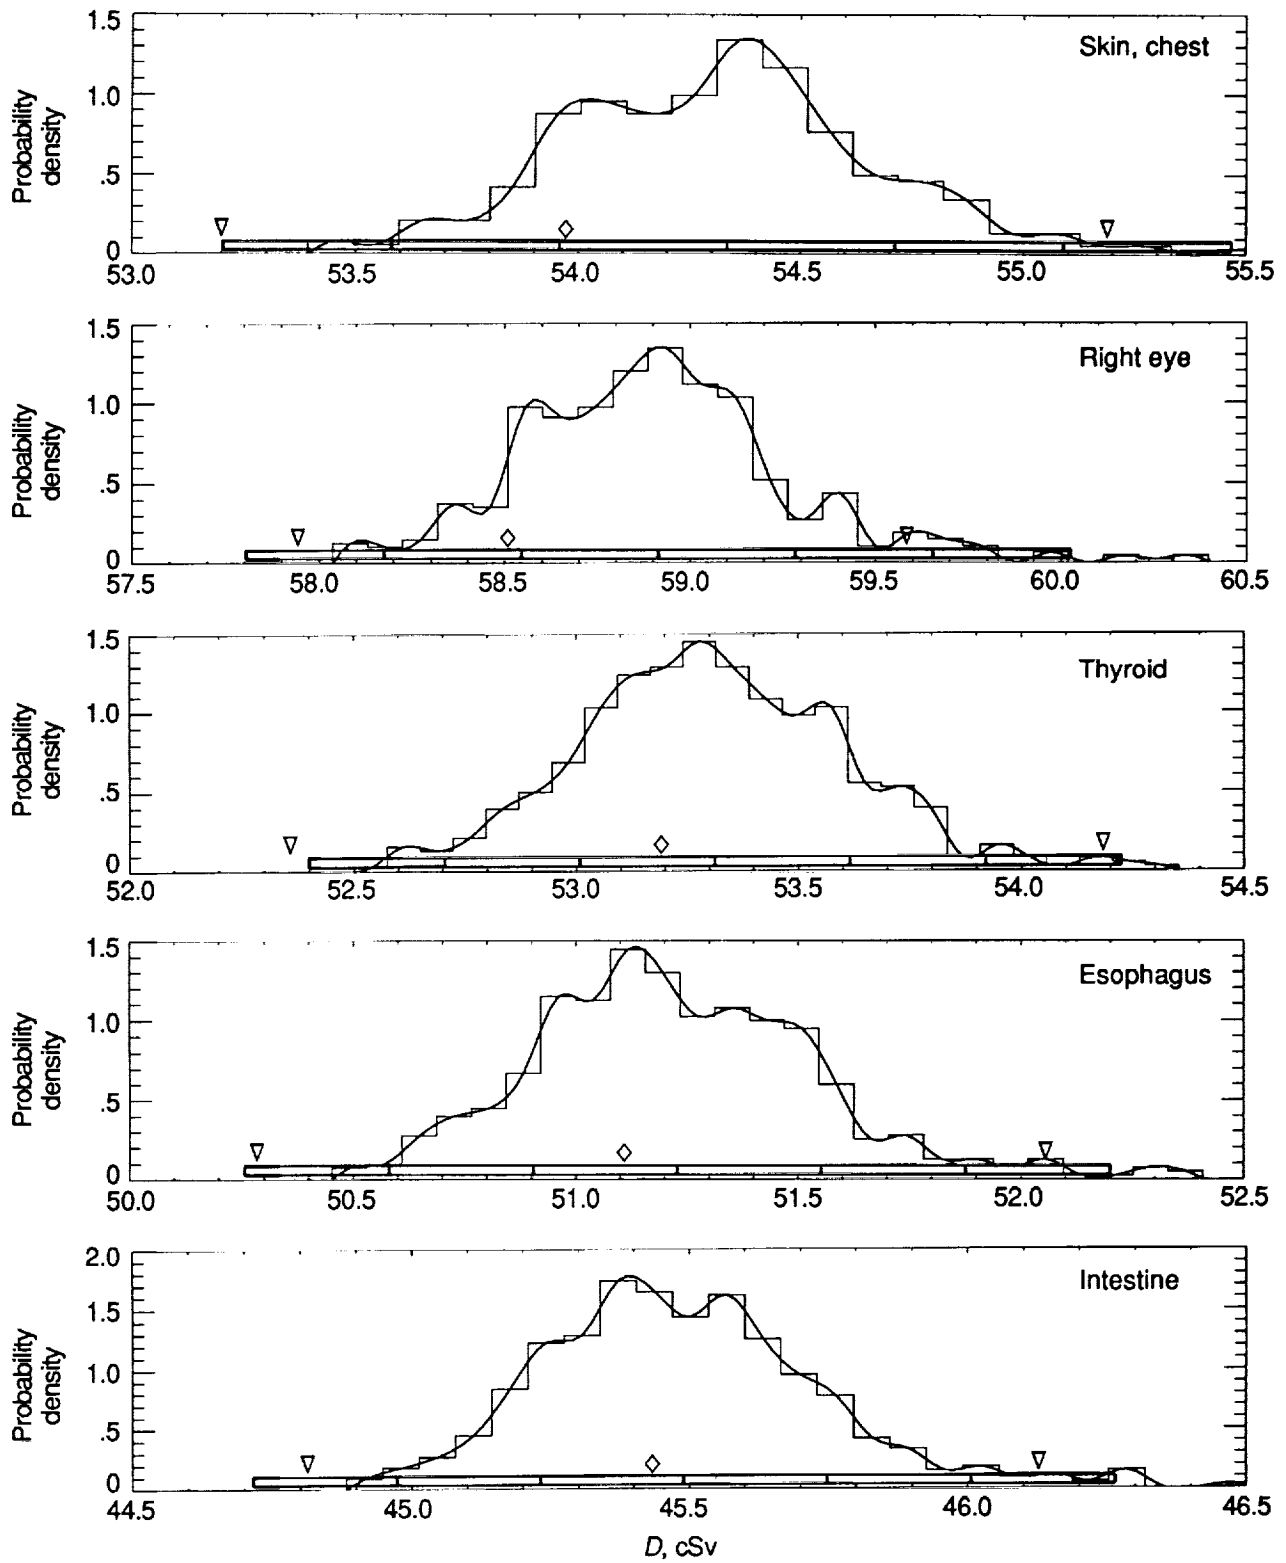 1.5
Skin, chest
1.0
Probability
density
.5
0
53.0 53.5 54.0 54.5 55.0 55.5
1.5
Right eye
1.0
Probability
density
.5
0
57.5 58.0 58.5 59.0 59.5 60.0 60.5
1.5
Thyroid
1.0
Probability
density
.5
0
52.0 52.5 53.0 53.5 54.0 54.5
1.5
Esophagus
1.0
Probability
density
.5
0
50.0 50.5 51.0 51.5 52.0 52.5
2.0
Intestine
1.5
Probability
density
1.0
.5
0
44.5 45.0 45.5 46.0 46.5
D, cSv